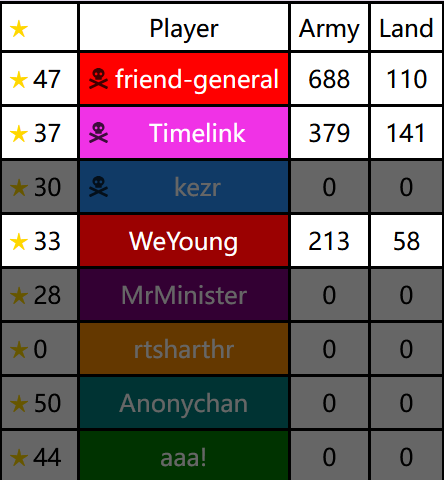 ★ Player Army Land
★ 47 friend-general 688 110
★ 37 Timelink 379 141
★ 30 kezr 0 0
★ 33 WeYoung 213 58
★ 28 MrMinister 0 0
★ 0 rtsharthr 0 0
★ 50 Anonychan 0 0
★ 44 aaa! 0 0